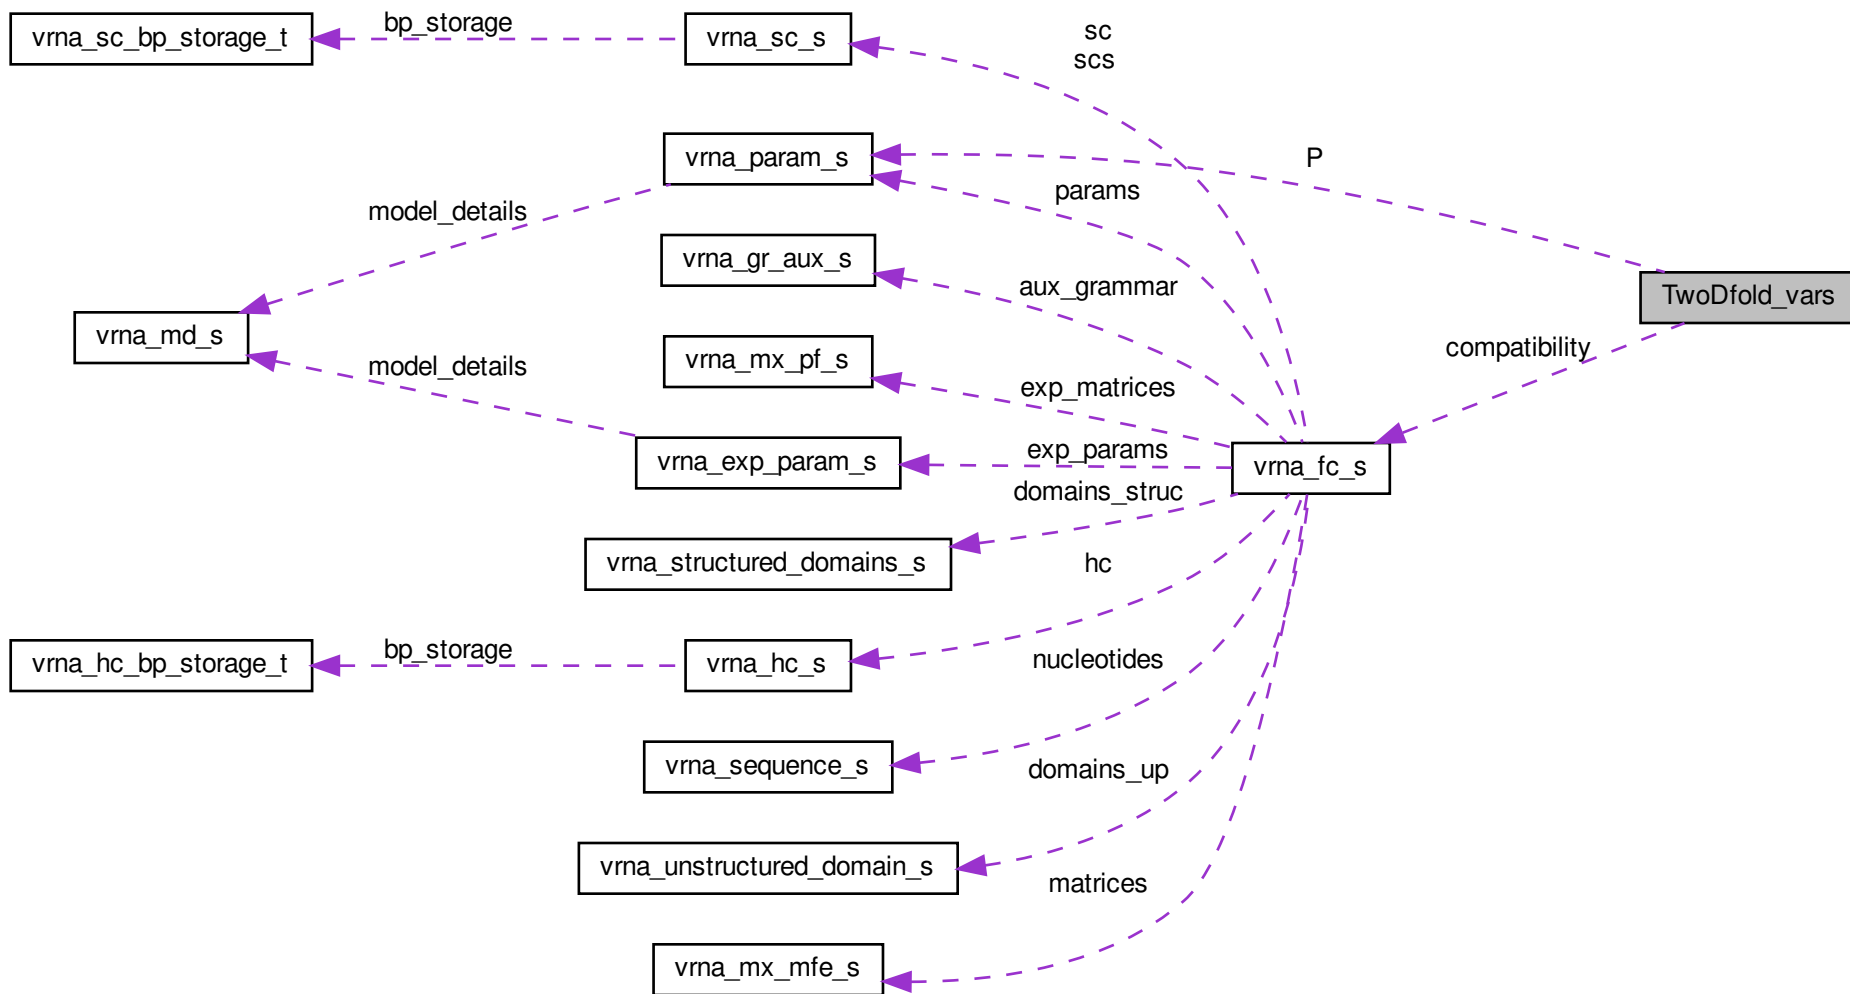 vrna_sc_bp_storage_t
bp_storage
vrna_sc_s
sc
scs
vrna_param_s
P
params
model_details
vrna_gr_aux_s
aux_grammar
TwoDfold_vars
vrna_md_s
vrna_mx_pf_s
compatibility
model_details
exp_matrices
vrna_exp_param_s
exp_params
vrna_fc_s
domains_struc
vrna_structured_domains_s
hc
vrna_hc_bp_storage_t
bp_storage
vrna_hc_s
nucleotides
vrna_sequence_s
domains_up
vrna_unstructured_domain_s
matrices
vrna_mx_mfe_s